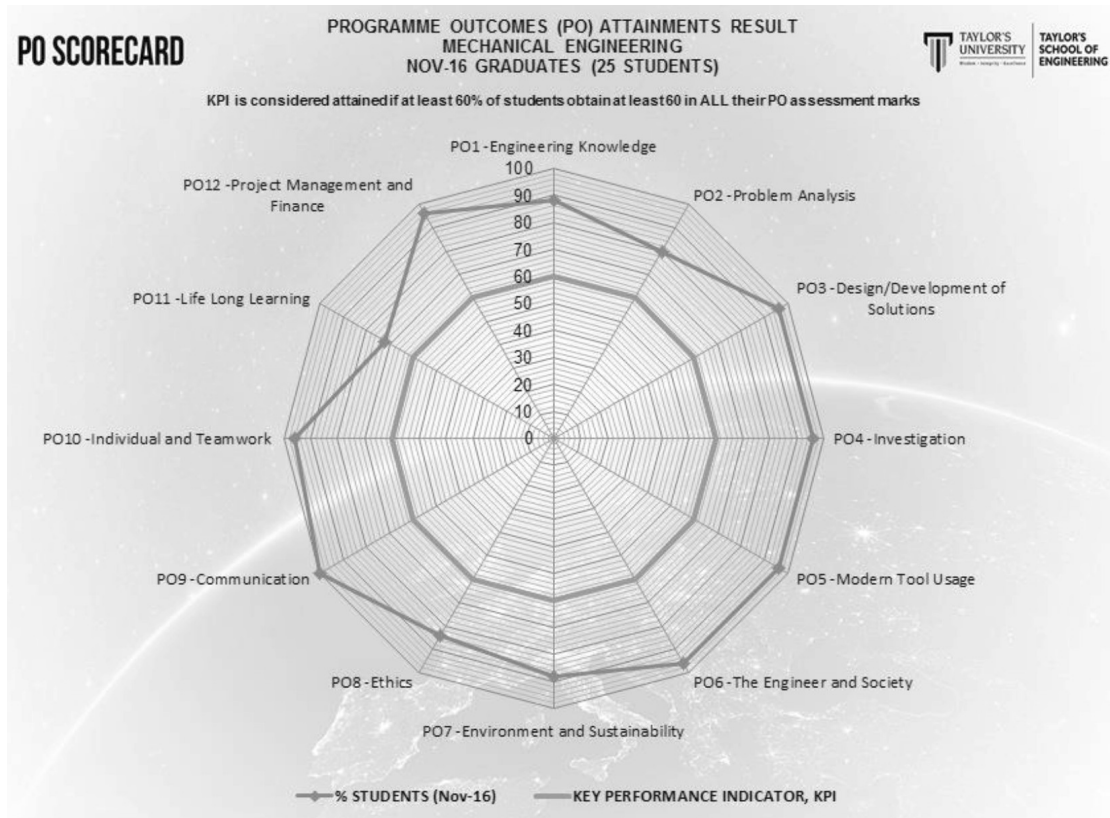 PO SCORECARD
PROGRAMME OUTCOMES (PO) ATTAINMENTS RESULT
MECHANICAL ENGINEERING
NOV-16 GRADUATES (25 STUDENTS)
TAYLOR'S
UNIVERSITY
Wisdom · Integrity · Excellence
TAYLOR'S
SCHOOL OF
ENGINEERING
KPI is considered attained if at least 60% of students obtain at least 60 in ALL their PO assessment marks
PO1 -Engineering Knowledge
PO2 -Problem Analysis
PO3 -Design/Development of
Solutions
PO4 -Investigation
PO5 -Modern Tool Usage
PO6 -The Engineer and Society
PO7 -Environment and Sustainability
PO8 -Ethics
PO9 -Communication
PO10 -Individual and Teamwork
PO11 -Life Long Learning
PO12 -Project Management and
Finance
100
90
80
70
60
50
40
30
20
10
0
% STUDENTS (Nov-16)
KEY PERFORMANCE INDICATOR, KPI